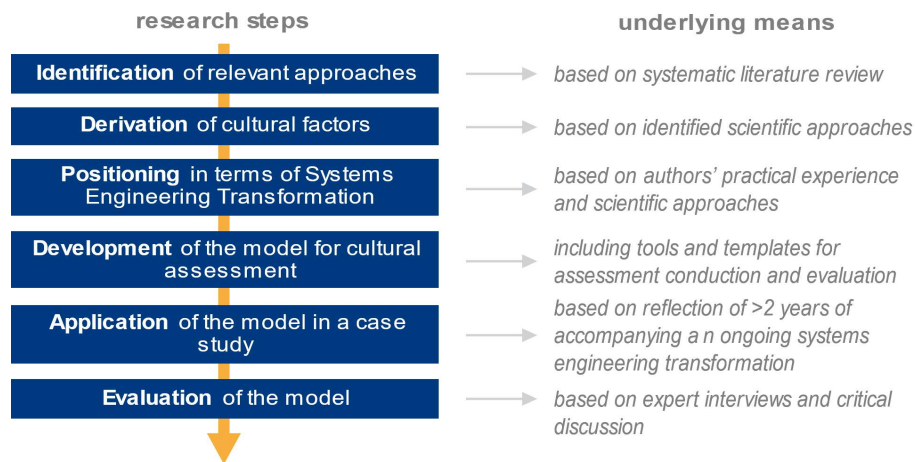 research steps
underlying means
Identification of relevant approaches
based on systematic literature review
Derivation of cultural factors
based on identified scientific approaches
Positioning in terms of Systems
Engineering Transformation
based on authors' practical experience
and scientific approaches
Development of the model for cultural
assessment
including tools and templates for
assessment conduction and evaluation
Application of the model in a case
study
based on reflection of >2 years of
accompanying a n ongoing systems
engineering transformation
Evaluation of the model
based on expert interviews and critical
discussion